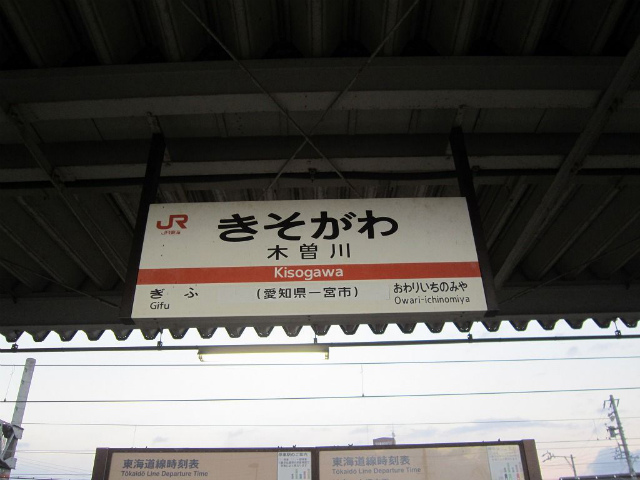 JR
JR東海
きそがわ
木曽川
Kisogawa
ぎふ
Gifu
(愛知県一宮市)
おわりいちのみや
Owari-ichinomiya
東海道線時刻表
Tōkaidō Line Departure Time
東海道線時刻表
Tōkaidō Line Departure Time